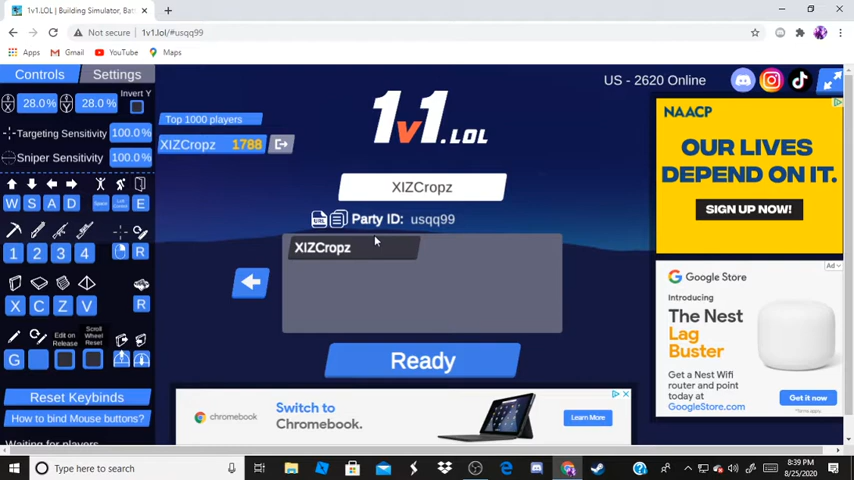 1v1.LOL | Building Simulator, Bat
Not secure | 1v1.lol/#usqq99
Apps Gmail YouTube Maps
Controls Settings
X 28.0% Y 28.0% Invert Y
Targeting Sensitivity 100.0%
Sniper Sensitivity 100.0%
W S A D Space E
1 2 3 4 R
X C Z V R
Edit on Release
Scroll Wheel Reset
G
Reset Keybinds
How to bind Mouse buttons?
Waiting for players
Top 1000 players
XIZCropz 1788
1v1.LOL
XIZCropz
URL Party ID: usqq99
XIZCropz
Ready
US - 2620 Online
NAACP
OUR LIVES
DEPEND ON IT.
SIGN UP NOW!
Ad
Google Store
Introducing
The Nest
Lag
Buster
Get a Nest Wifi
router and point
today at
GoogleStore.com
Get it now
chromebook
Switch to
Chromebook.
Learn More
Type here to search
8:39 PM
8/25/2020